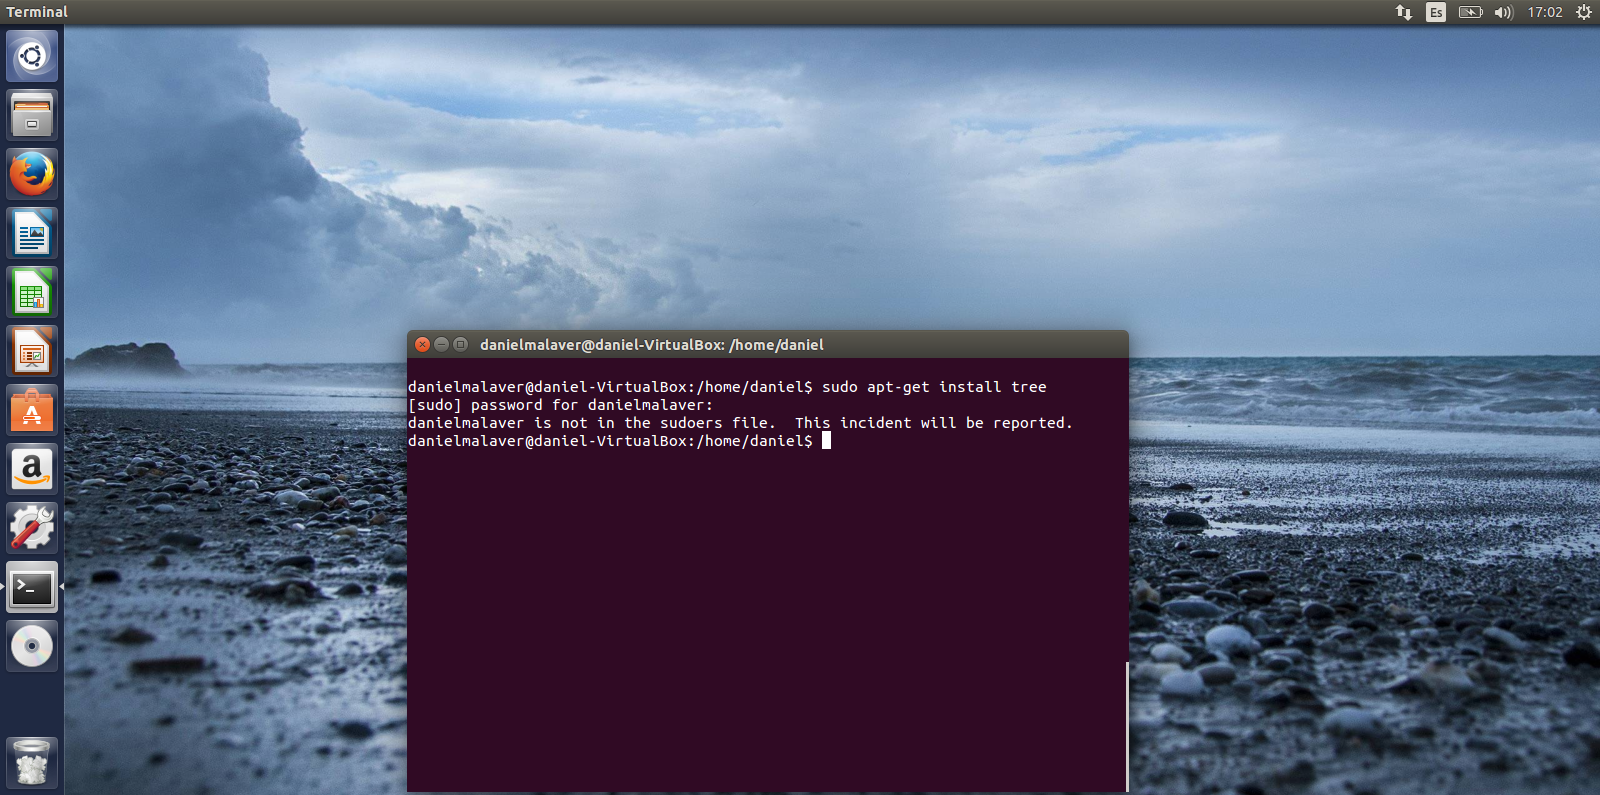 Terminal
Es
17:02
danielmalaver@daniel-VirtualBox: /home/daniel
danielmalaver@daniel-VirtualBox:/home/daniel$ sudo apt-get install tree
[sudo] password for danielmalaver:
danielmalaver is not in the sudoers file.  This incident will be reported.
danielmalaver@daniel-VirtualBox:/home/daniel$